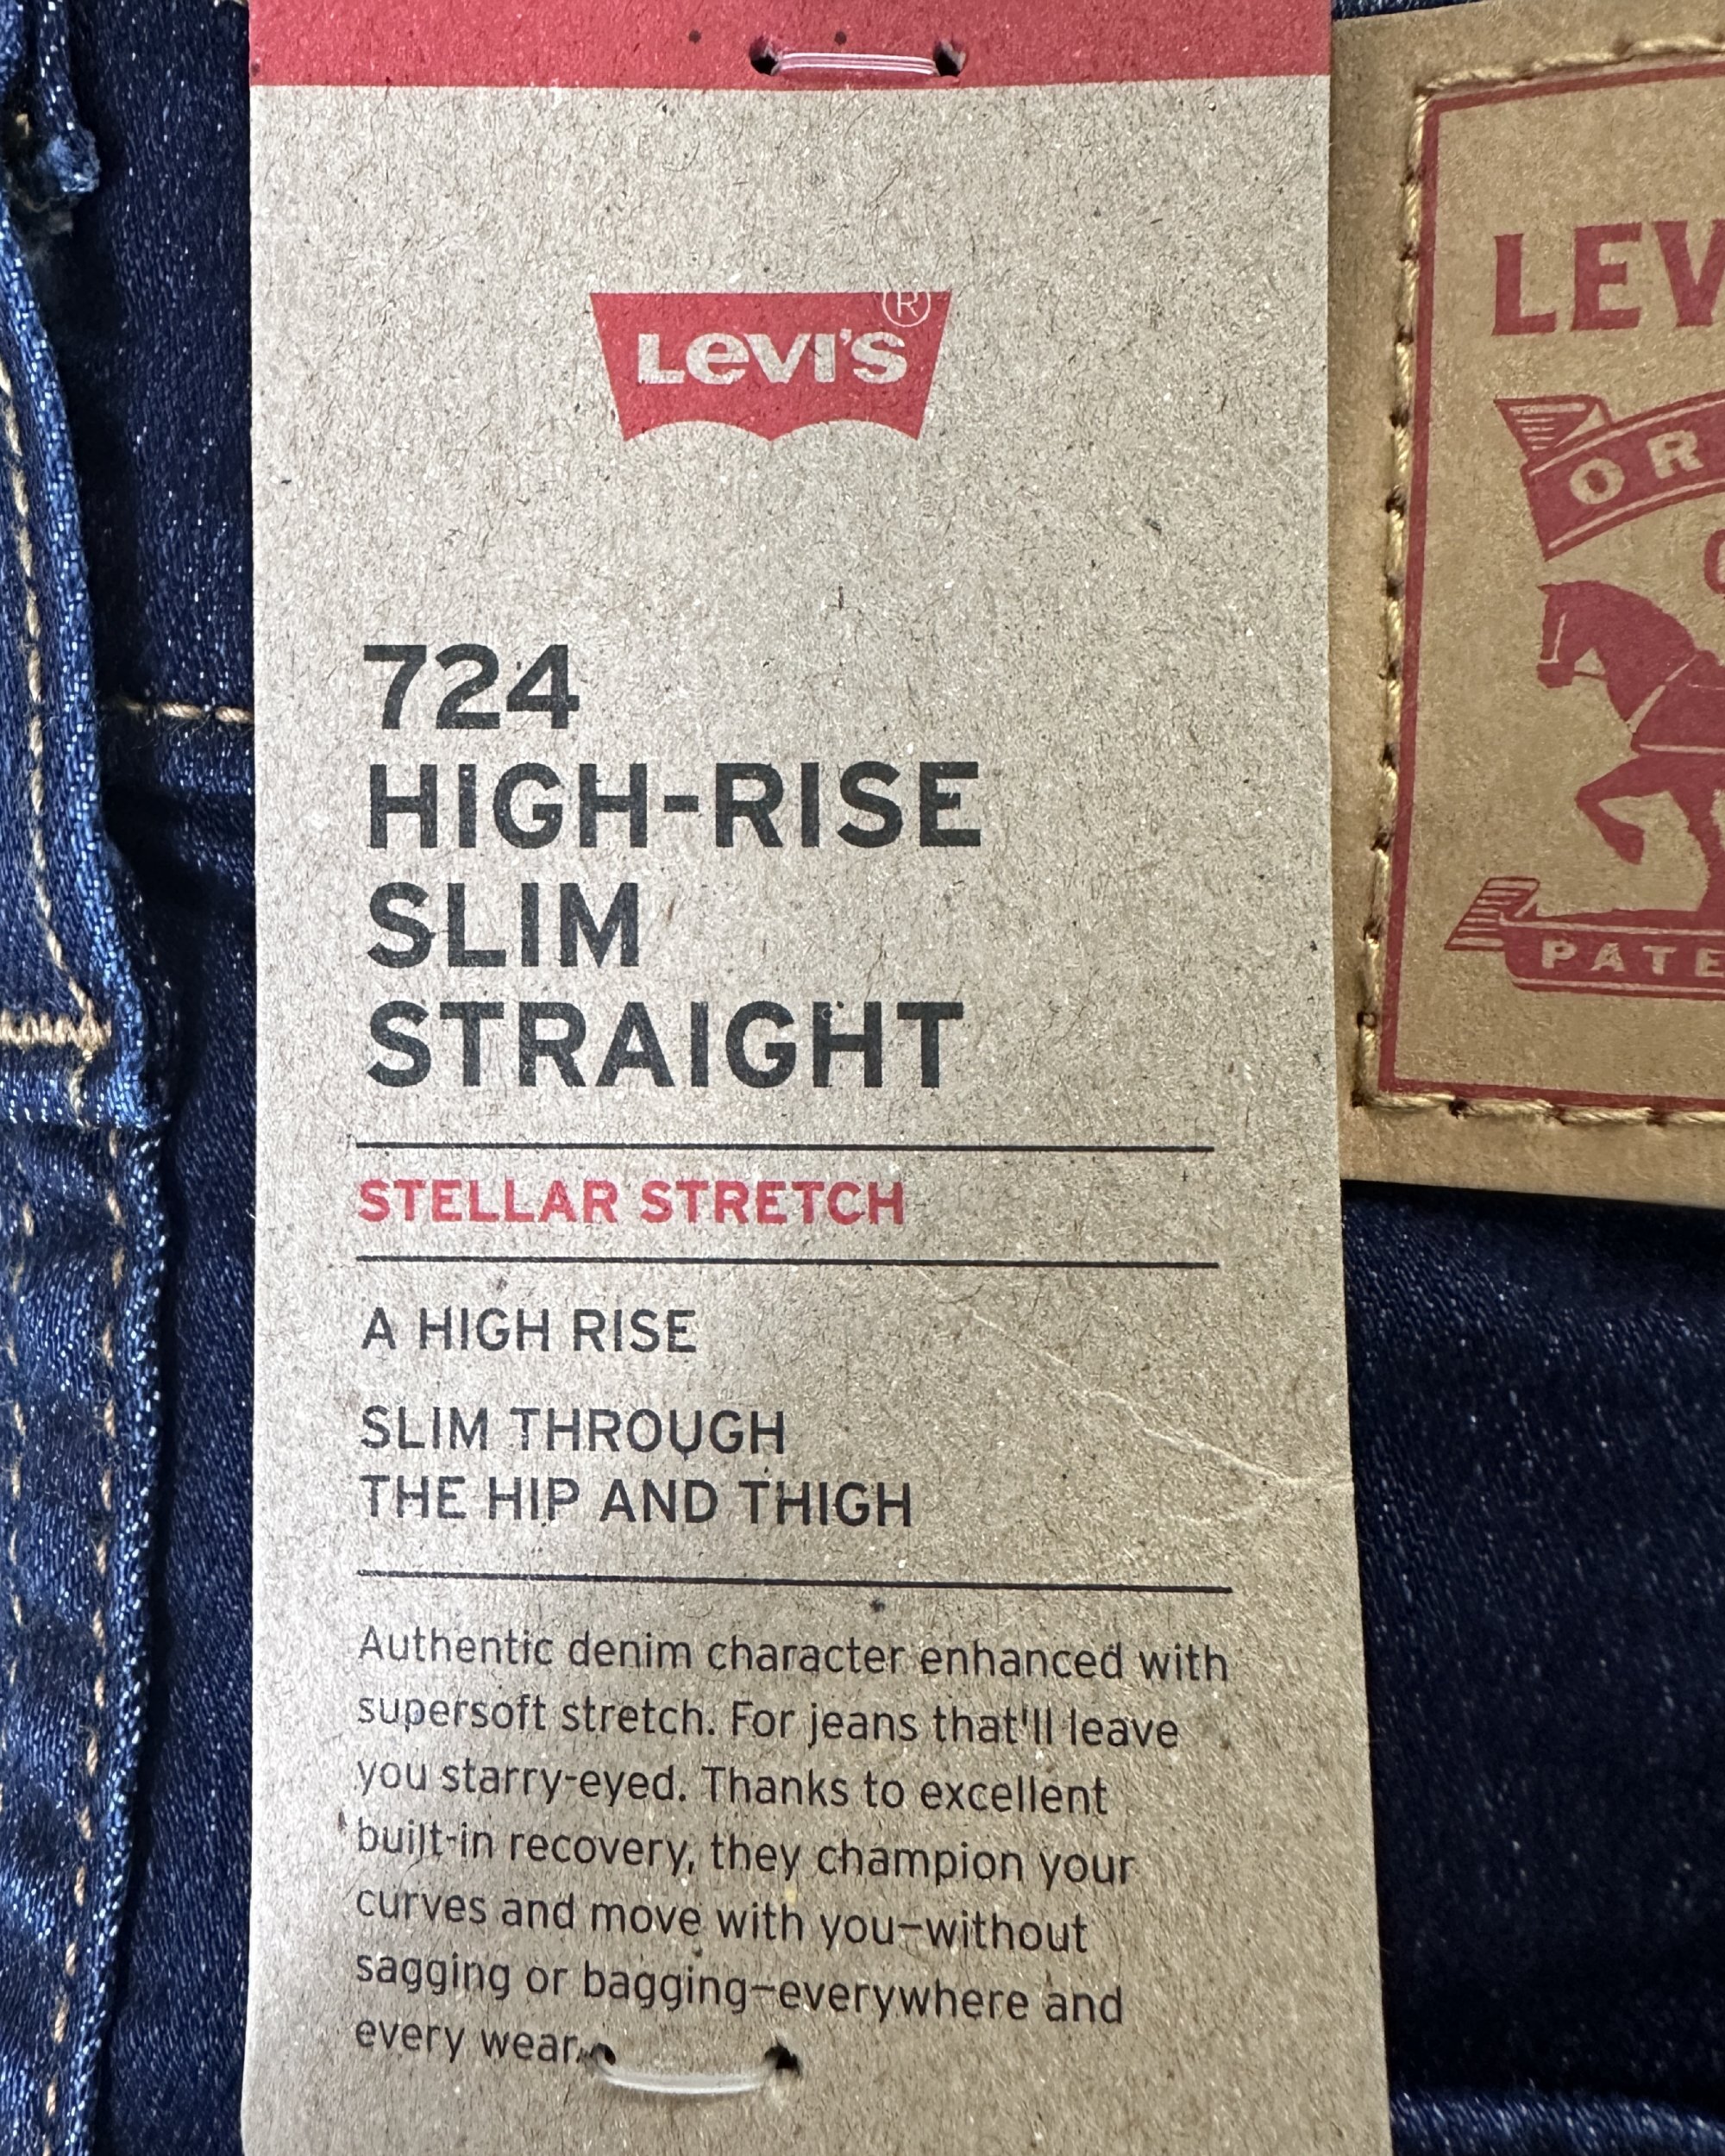 LEVI'S®
724
HIGH-RISE
SLIM
STRAIGHT
STELLAR STRETCH
A HIGH RISE
SLIM THROUGH
THE HIP AND THIGH
Authentic denim character enhanced with
supersoft stretch. For jeans that'll leave
you starry-eyed. Thanks to excellent
built-in recovery, they champion your
curves and move with you—without
sagging or bagging—everywhere and
every wear.
LEV
OR
PATE